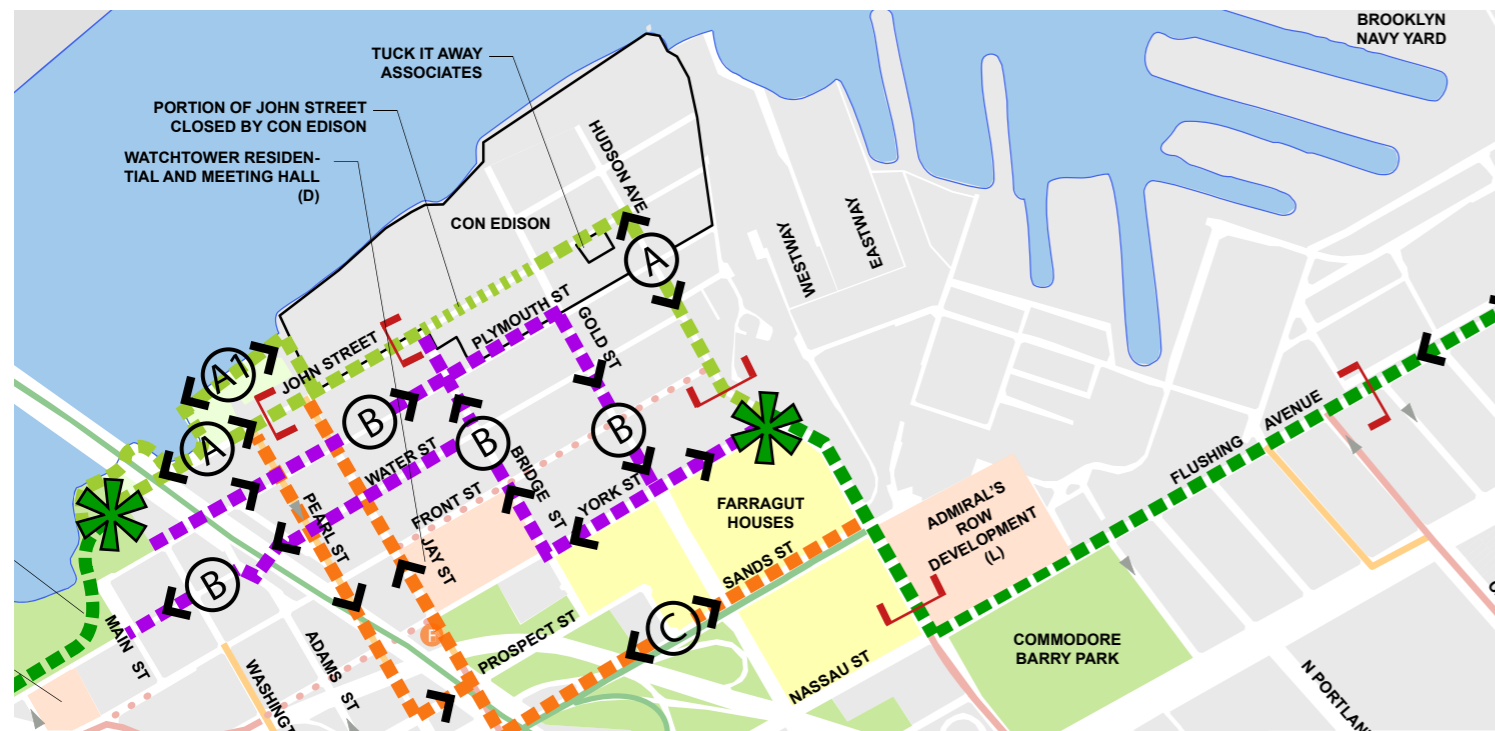 BROOKLYN
NAVY YARD
TUCK IT AWAY
ASSOCIATES
PORTION OF JOHN STREET
CLOSED BY CON EDISON
WATCHTOWER RESIDEN-
TIAL AND MEETING HALL
(D)
HUDSON AVE
CON EDISON
WESTWAY
EASTWAY
A
PLYMOUTH ST
GOLD ST
JOHN STREET
A1
A
B
B
B
WATER ST
BRIDGE ST
FRONT ST
YORK ST
PEARL ST
JAY ST
FARRAGUT
HOUSES
FLUSHING AVENUE
ADMIRAL'S
ROW
DEVELOPMENT
(L)
SANDS ST
B
C
F
MAIN ST
ADAMS ST
PROSPECT ST
NASSAU ST
COMMODORE
BARRY PARK
WASHINGT
N PORTLAN